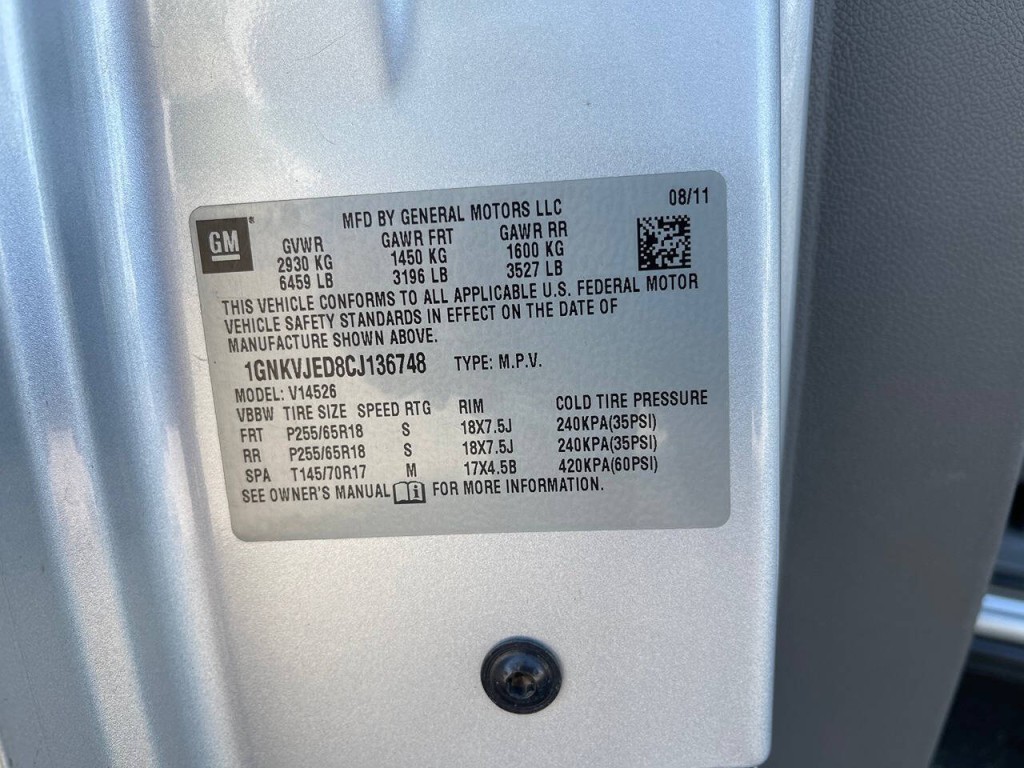 GM
MFD BY GENERAL MOTORS LLC 08/11
GVWR GAWR FRT GAWR RR
2930 KG 1450 KG 1600 KG
6459 LB 3196 LB 3527 LB
THIS VEHICLE CONFORMS TO ALL APPLICABLE U.S. FEDERAL MOTOR
VEHICLE SAFETY STANDARDS IN EFFECT ON THE DATE OF
MANUFACTURE SHOWN ABOVE.
1GNKVJED8CJ136748 TYPE: M.P.V.
MODEL: V14526
VBBW TIRE SIZE SPEED RTG RIM COLD TIRE PRESSURE
FRT P255/65R18 S 18X7.5J 240KPA(35PSI)
RR P255/65R18 S 18X7.5J 240KPA(35PSI)
SPA T145/70R17 M 17X4.5B 420KPA(60PSI)
SEE OWNER'S MANUAL i FOR MORE INFORMATION.